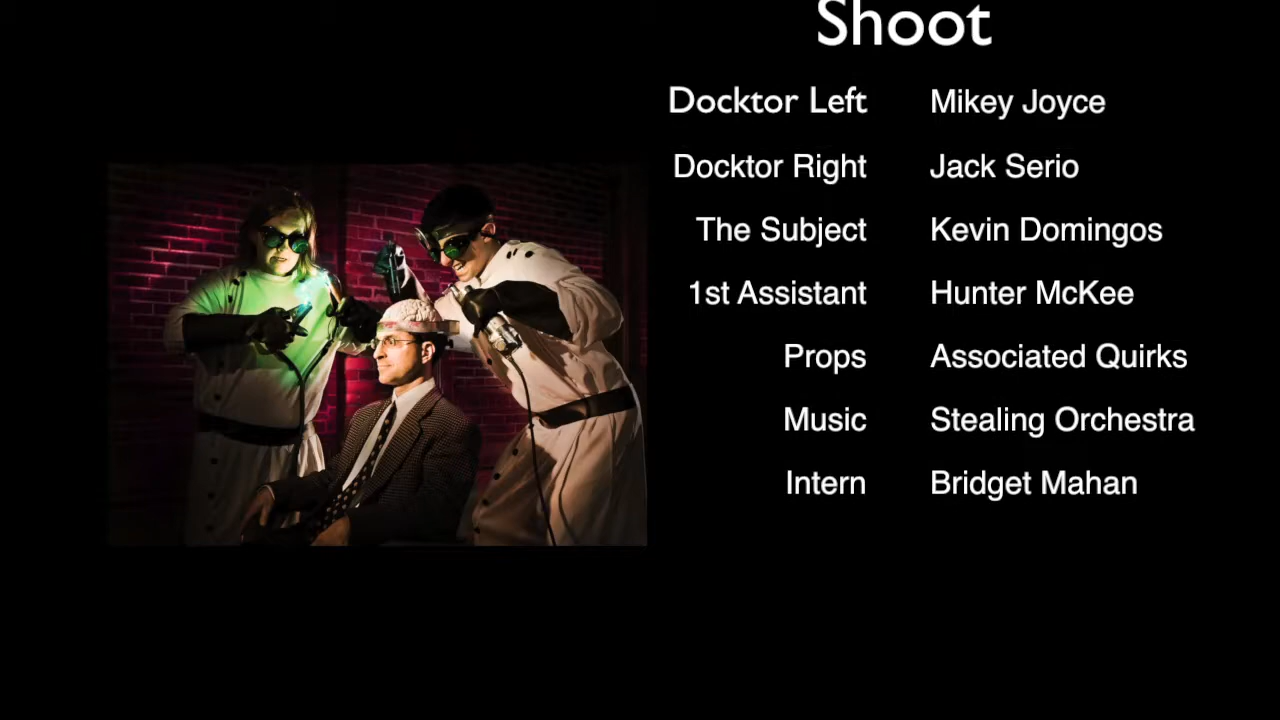 Shoot
Docktor Left Mikey Joyce
Docktor Right Jack Serio
The Subject Kevin Domingos
1st Assistant Hunter McKee
Props Associated Quirks
Music Stealing Orchestra
Intern Bridget Mahan